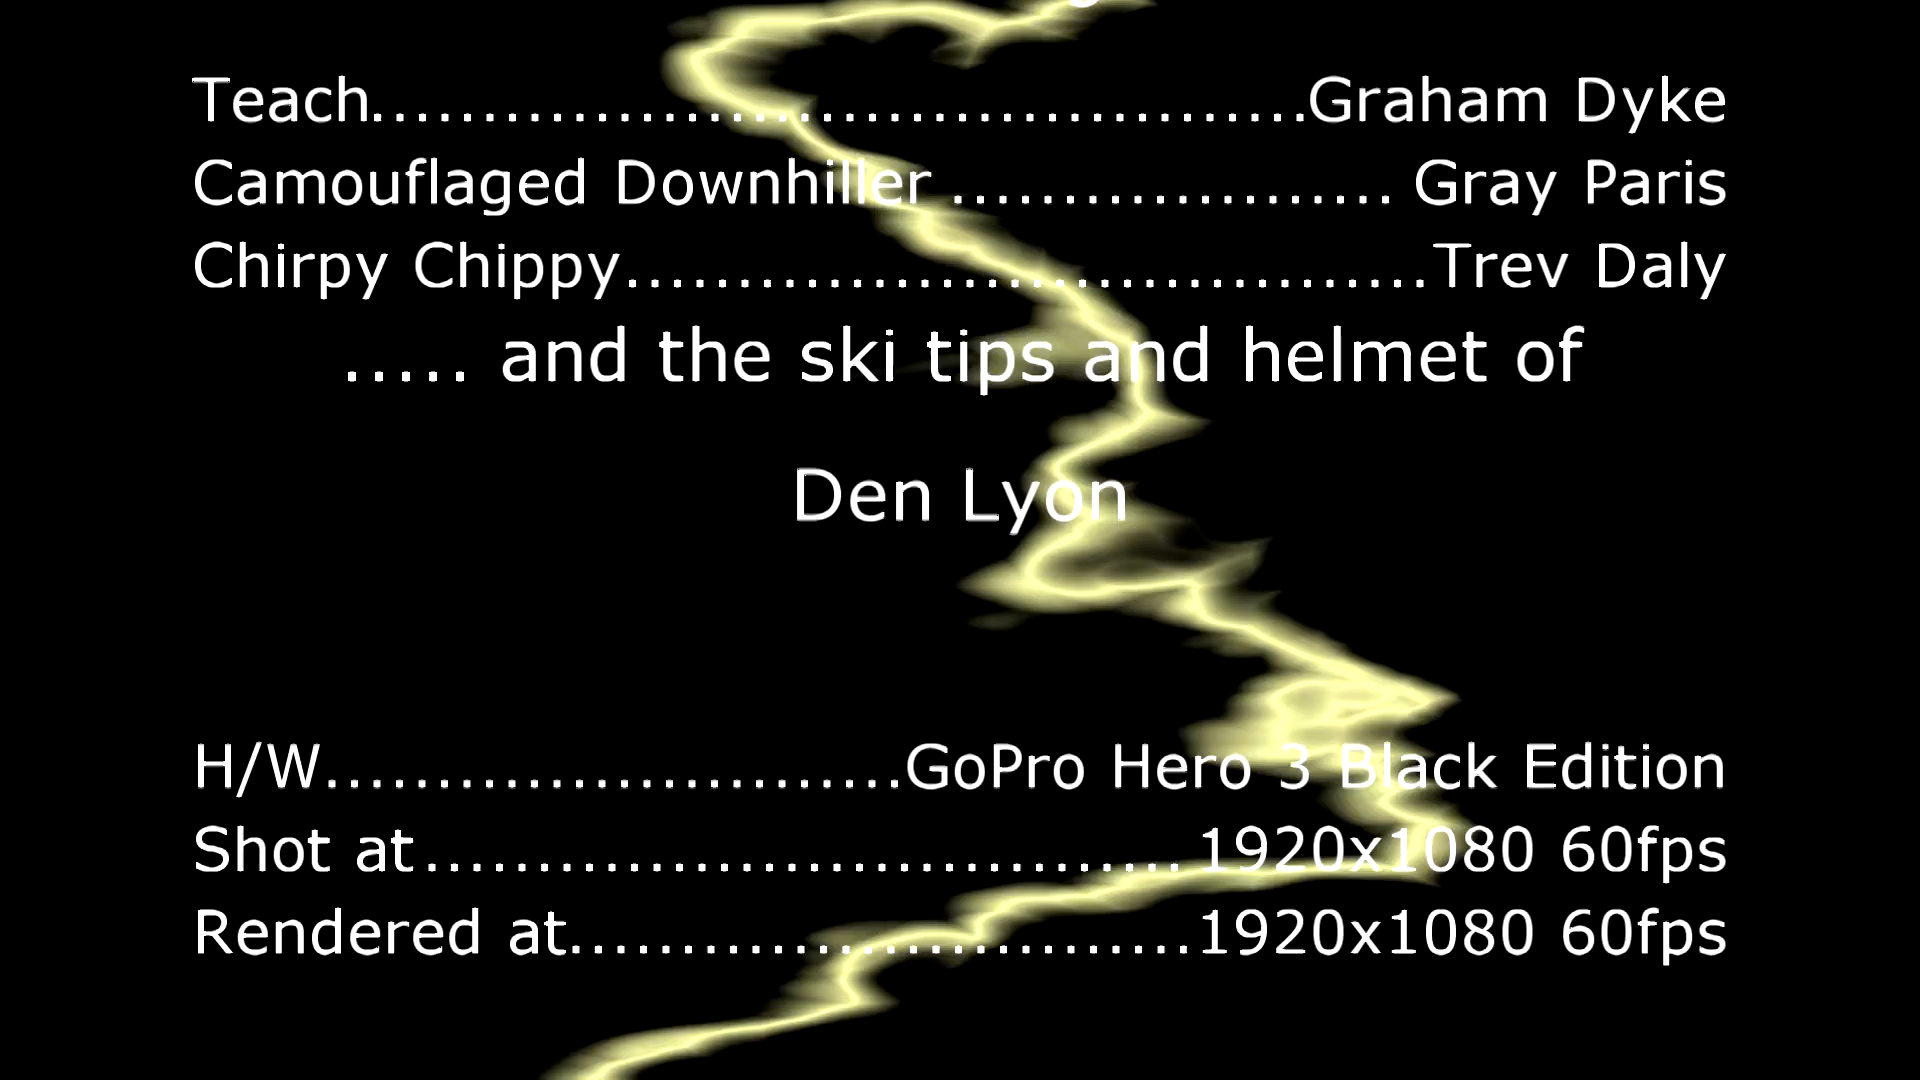 Teach..........................................Graham Dyke
Camouflaged Downhiller .................... Gray Paris
Chirpy Chippy....................................Trev Daly
..... and the ski tips and helmet of
Den Lyon
H/W..........................GoPro Hero 3 Black Edition
Shot at..................................1920x1080 60fps
Rendered at............................1920x1080 60fps